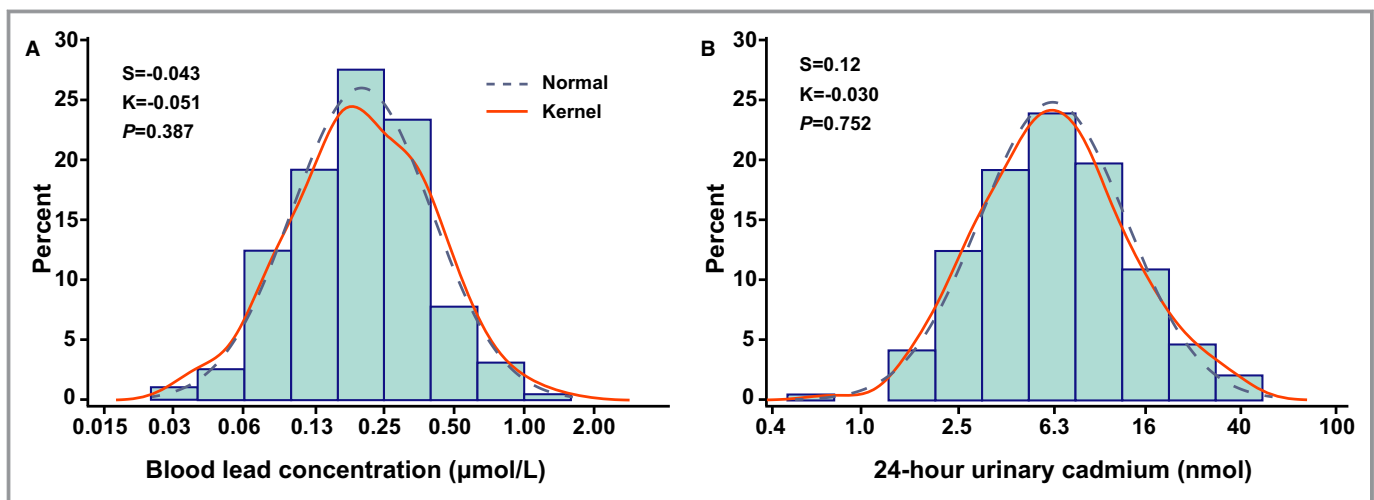 A
S=-0.043
K=-0.051
P=0.387
Normal
Kernel
30
25
20
15
10
5
0
Percent
0.015 0.03 0.06 0.13 0.25 0.50 1.00 2.00
Blood lead concentration (µmol/L)
B
S=0.12
K=-0.030
P=0.752
30
25
20
15
10
5
0
Percent
0.4 1.0 2.5 6.3 16 40 100
24-hour urinary cadmium (nmol)